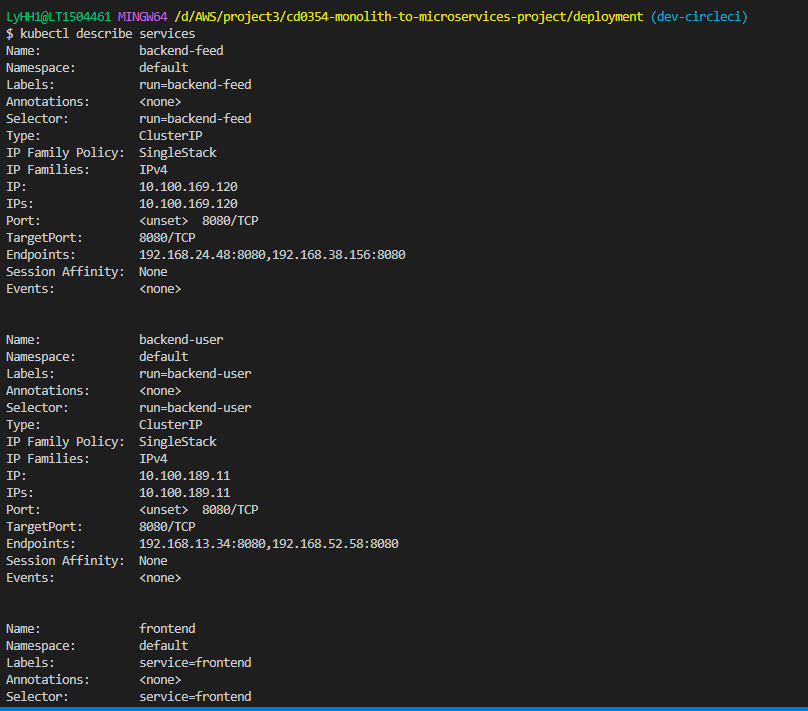 LyHH1@LT1504461 MINGW64 /d/AWS/project3/cd0354-monolith-to-microservices-project/deployment (dev-circleci)
$ kubectl describe services
Name:              backend-feed
Namespace:         default
Labels:            run=backend-feed
Annotations:       <none>
Selector:          run=backend-feed
Type:              ClusterIP
IP Family Policy:  SingleStack
IP Families:       IPv4
IP:                10.100.169.120
IPs:               10.100.169.120
Port:              <unset>  8080/TCP
TargetPort:        8080/TCP
Endpoints:         192.168.24.48:8080,192.168.38.156:8080
Session Affinity:  None
Events:            <none>
Name:              backend-user
Namespace:         default
Labels:            run=backend-user
Annotations:       <none>
Selector:          run=backend-user
Type:              ClusterIP
IP Family Policy:  SingleStack
IP Families:       IPv4
IP:                10.100.189.11
IPs:               10.100.189.11
Port:              <unset>  8080/TCP
TargetPort:        8080/TCP
Endpoints:         192.168.13.34:8080,192.168.52.58:8080
Session Affinity:  None
Events:            <none>
Name:              frontend
Namespace:         default
Labels:            service=frontend
Annotations:       <none>
Selector:          service=frontend